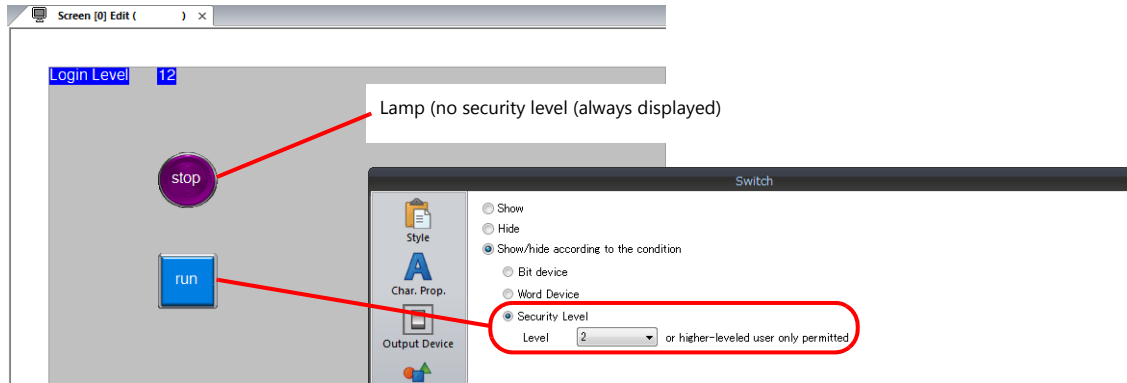 Screen [0] Edit ( )
Login Level 12
Lamp (no security level (always displayed)
stop
Switch
Show
Style
Hide
Show/hide according to the condition
run
Bit device
Char. Prop.
Word Device
Security Level
Output Device
Level 2 or higher-leveled user only permitted